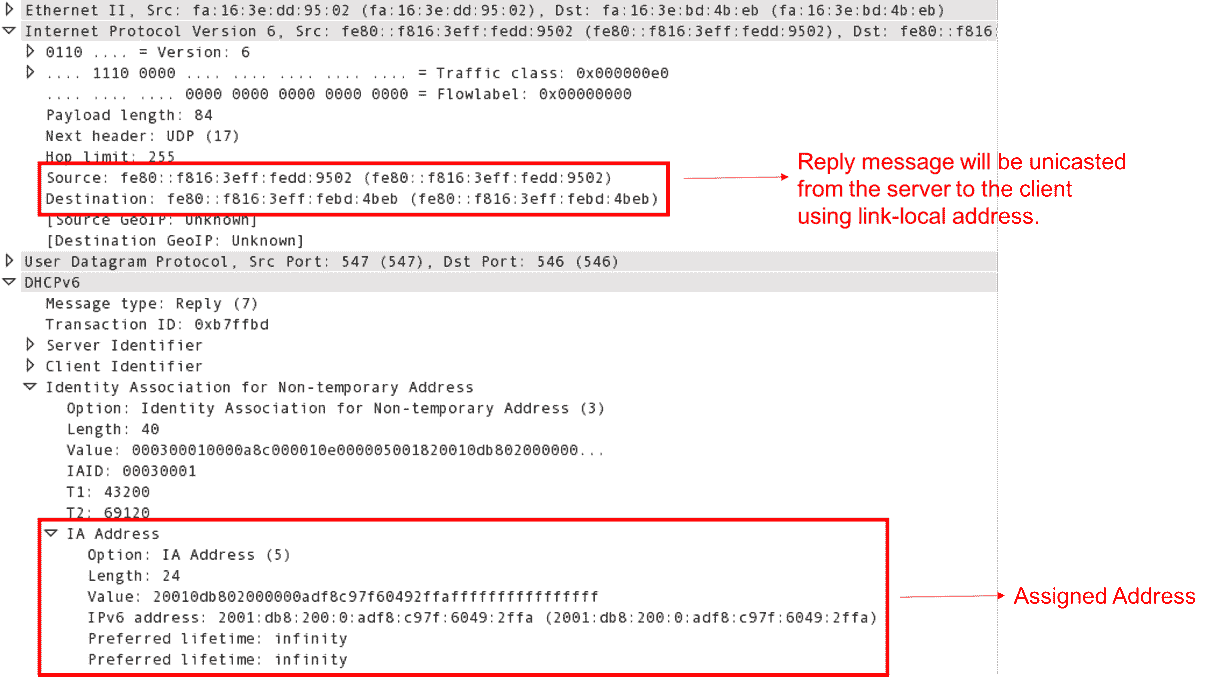 Ethernet II, Src: fa:16:3e:dd:95:02 (fa:16:3e:dd:95:02), Dst: fa:16:3e:bd:4b:eb (fa:16:3e:bd:4b:eb)
Internet Protocol Version 6, Src: fe80::f816:3eff:fedd:9502 (fe80::f816:3eff:fedd:9502), Dst: fe80::f816:
0110 .... = Version: 6
.... 1110 0000 .... .... .... .... .... = Traffic class: 0x000000e0
.... .... .... 0000 0000 0000 0000 0000 = Flowlabel: 0x00000000
Payload length: 84
Next header: UDP (17)
Hop limit: 255
Source: fe80::f816:3eff:fedd:9502 (fe80::f816:3eff:fedd:9502)
Destination: fe80::f816:3eff:febd:4beb (fe80::f816:3eff:febd:4beb)
[Source GeoIP: Unknown]
[Destination GeoIP: Unknown]
Reply message will be unicasted
from the server to the client
using link-local address.
User Datagram Protocol, Src Port: 547 (547), Dst Port: 546 (546)
DHCPv6
Message type: Reply (7)
Transaction ID: 0xb7ffbd
Server Identifier
Client Identifier
Identity Association for Non-temporary Address
Option: Identity Association for Non-temporary Address (3)
Length: 40
Value: 000300010000a8c000010e000005001820010db802000000...
IAID: 00030001
T1: 43200
T2: 69120
IA Address
Option: IA Address (5)
Length: 24
Value: 20010db802000000adf8c97f60492ffaffffffffffffffff
IPv6 address: 2001:db8:200:0:adf8:c97f:6049:2ffa (2001:db8:200:0:adf8:c97f:6049:2ffa)
Preferred lifetime: infinity
Preferred lifetime: infinity
Assigned Address